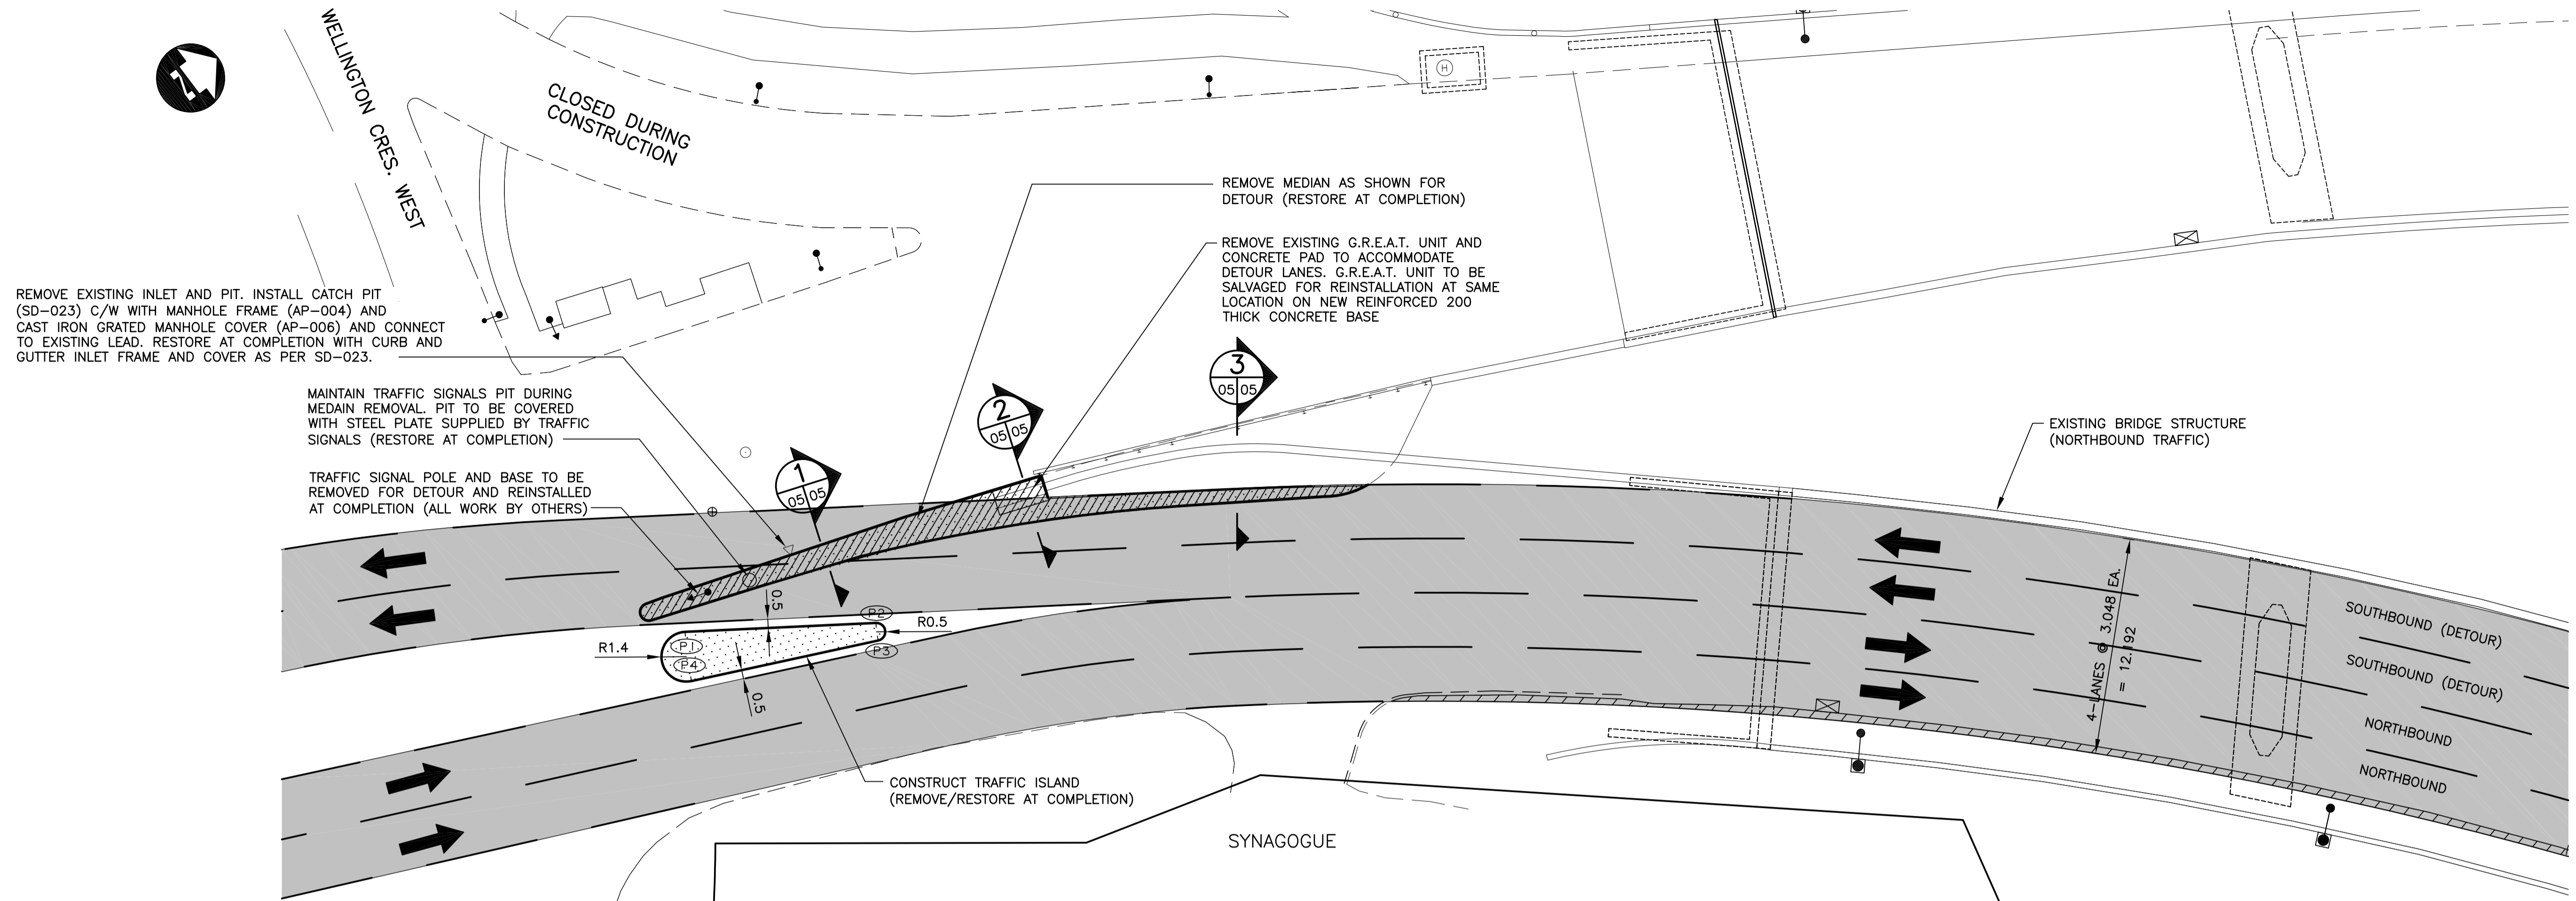 WELLINGTON CRES. WEST
CLOSED DURING
CONSTRUCTION
H
REMOVE MEDIAN AS SHOWN FOR
DETOUR (RESTORE AT COMPLETION)
REMOVE EXISTING G.R.E.A.T. UNIT AND
CONCRETE PAD TO ACCOMMODATE
DETOUR LANES. G.R.E.A.T. UNIT TO BE
SALVAGED FOR REINSTALLATION AT SAME
LOCATION ON NEW REINFORCED 200
THICK CONCRETE BASE
REMOVE EXISTING INLET AND PIT. INSTALL CATCH PIT
(SD-023) C/W WITH MANHOLE FRAME (AP-004) AND
CAST IRON GRATED MANHOLE COVER (AP-006) AND CONNECT
TO EXISTING LEAD. RESTORE AT COMPLETION WITH CURB AND
GUTTER INLET FRAME AND COVER AS PER SD-023.
MAINTAIN TRAFFIC SIGNALS PIT DURING
MEDAIN REMOVAL. PIT TO BE COVERED
WITH STEEL PLATE SUPPLIED BY TRAFFIC
SIGNALS (RESTORE AT COMPLETION)
TRAFFIC SIGNAL POLE AND BASE TO BE
REMOVED FOR DETOUR AND REINSTALLED
AT COMPLETION (ALL WORK BY OTHERS)
1
05 05
2
05 05
3
05 05
EXISTING BRIDGE STRUCTURE
(NORTHBOUND TRAFFIC)
0.5
P2
R0.5
R1.4
P1
P4
P3
0.5
4-LANES @ 3.048 EA.
= 12.192
SOUTHBOUND (DETOUR)
SOUTHBOUND (DETOUR)
NORTHBOUND
NORTHBOUND
CONSTRUCT TRAFFIC ISLAND
(REMOVE/RESTORE AT COMPLETION)
SYNAGOGUE